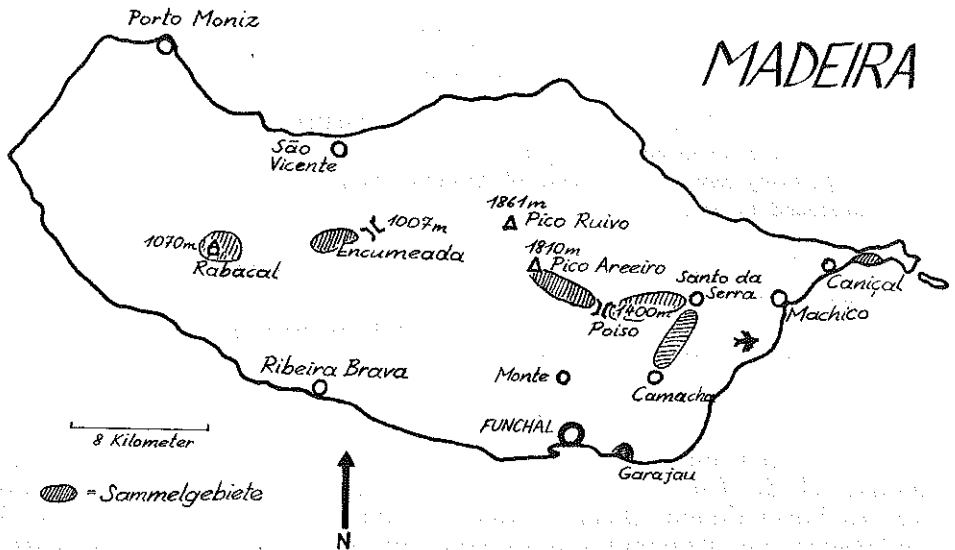 Porto Moniz
MADEIRA
São
Vicente
1861m
Pico Ruivo
1007m
Encumeada
1070m
Rabacal
1810m
Pico Areeiro
Santo da
Serra
Caniçal
Machico
1400m
Poiso
Ribeira Brava
Monte
Camacha
FUNCHAL
Garajau
8 Kilometer
= Sammelgebiete
N